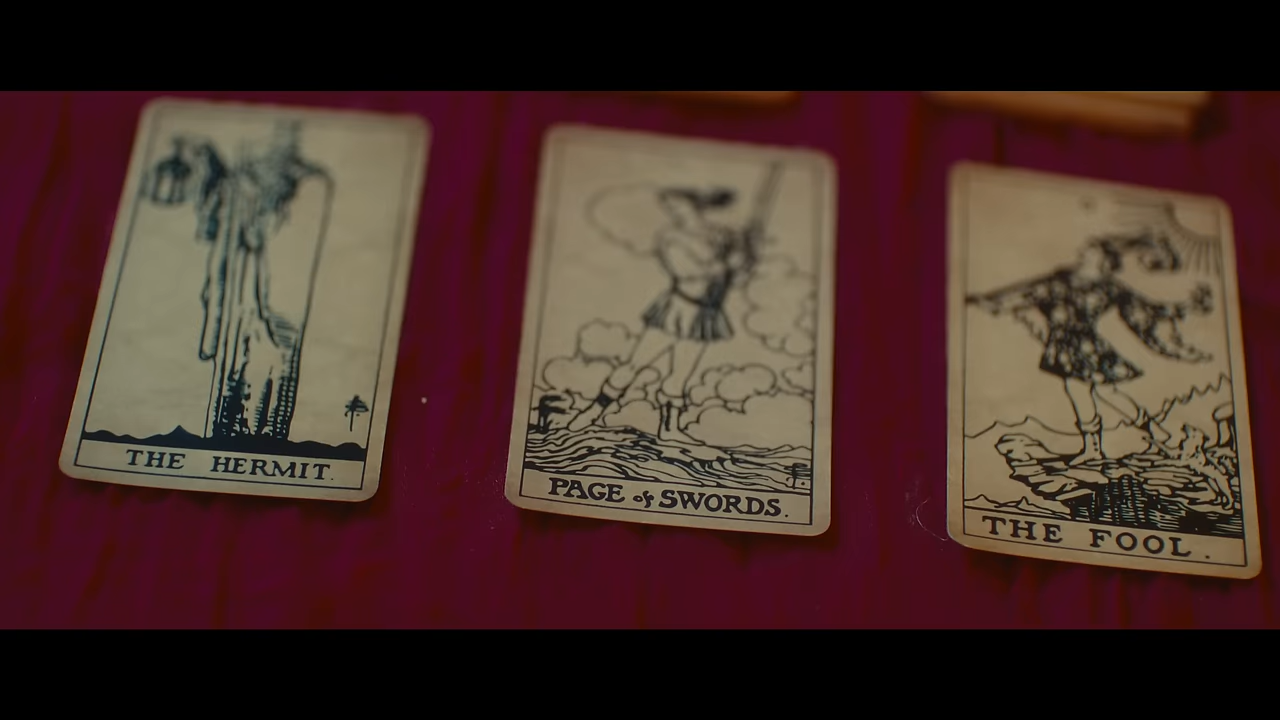 THE HERMIT.
PAGE of SWORDS.
THE FOOL.